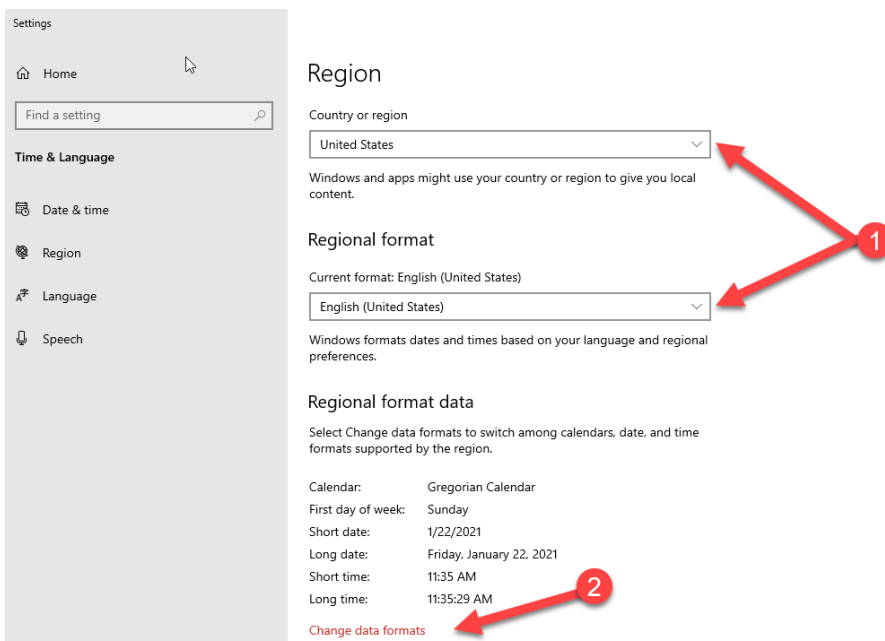 Settings
Home
Find a setting
Time & Language
Date & time
Region
Language
Speech
Region
Country or region
United States
Windows and apps might use your country or region to give you local
content.
Regional format
Current format: English (United States)
English (United States)
Windows formats dates and times based on your language and regional
preferences.
Regional format data
Select Change data formats to switch among calendars, date, and time
formats supported by the region.
Calendar: Gregorian Calendar
First day of week: Sunday
Short date: 1/22/2021
Long date: Friday, January 22, 2021
Short time: 11:35 AM
Long time: 11:35:29 AM
Change data formats
1
2